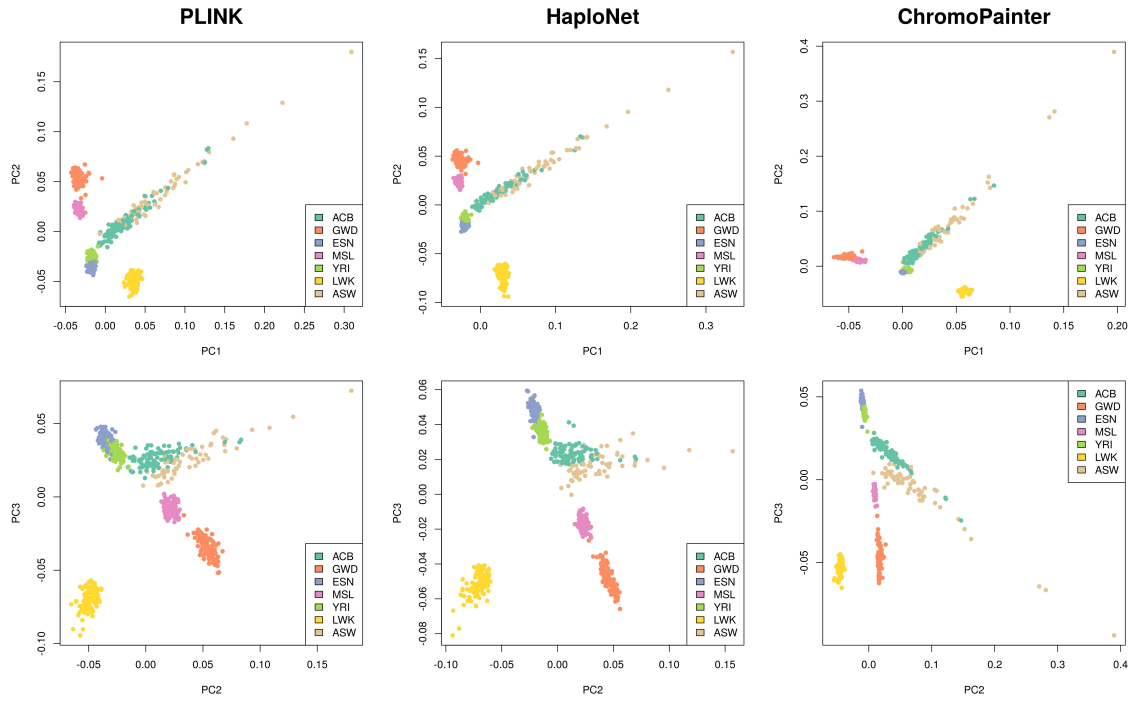 PLINK HaploNet ChromoPainter
PC2
0.15
0.10
0.05
0.00
-0.05
-0.05 0.00 0.05 0.10 0.15 0.20 0.25 0.30
PC1
ACB
GWD
ESN
MSL
YRI
LWK
ASW
PC2
0.15
0.10
0.05
0.00
-0.05
-0.10
0.0 0.1 0.2 0.3
PC1
ACB
GWD
ESN
MSL
YRI
LWK
ASW
PC2
0.4
0.3
0.2
0.1
0.0
-0.05 0.00 0.05 0.10 0.15 0.20
PC1
ACB
GWD
ESN
MSL
YRI
LWK
ASW
PC3
0.05
0.00
-0.05
-0.10
-0.05 0.00 0.05 0.10 0.15
PC2
ACB
GWD
ESN
MSL
YRI
LWK
ASW
PC3
0.06
0.04
0.02
0.00
-0.02
-0.04
-0.06
-0.08
-0.10 -0.05 0.00 0.05 0.10 0.15
PC2
ACB
GWD
ESN
MSL
YRI
LWK
ASW
PC3
0.05
0.00
-0.05
0.0 0.1 0.2 0.3 0.4
PC2
ACB
GWD
ESN
MSL
YRI
LWK
ASW